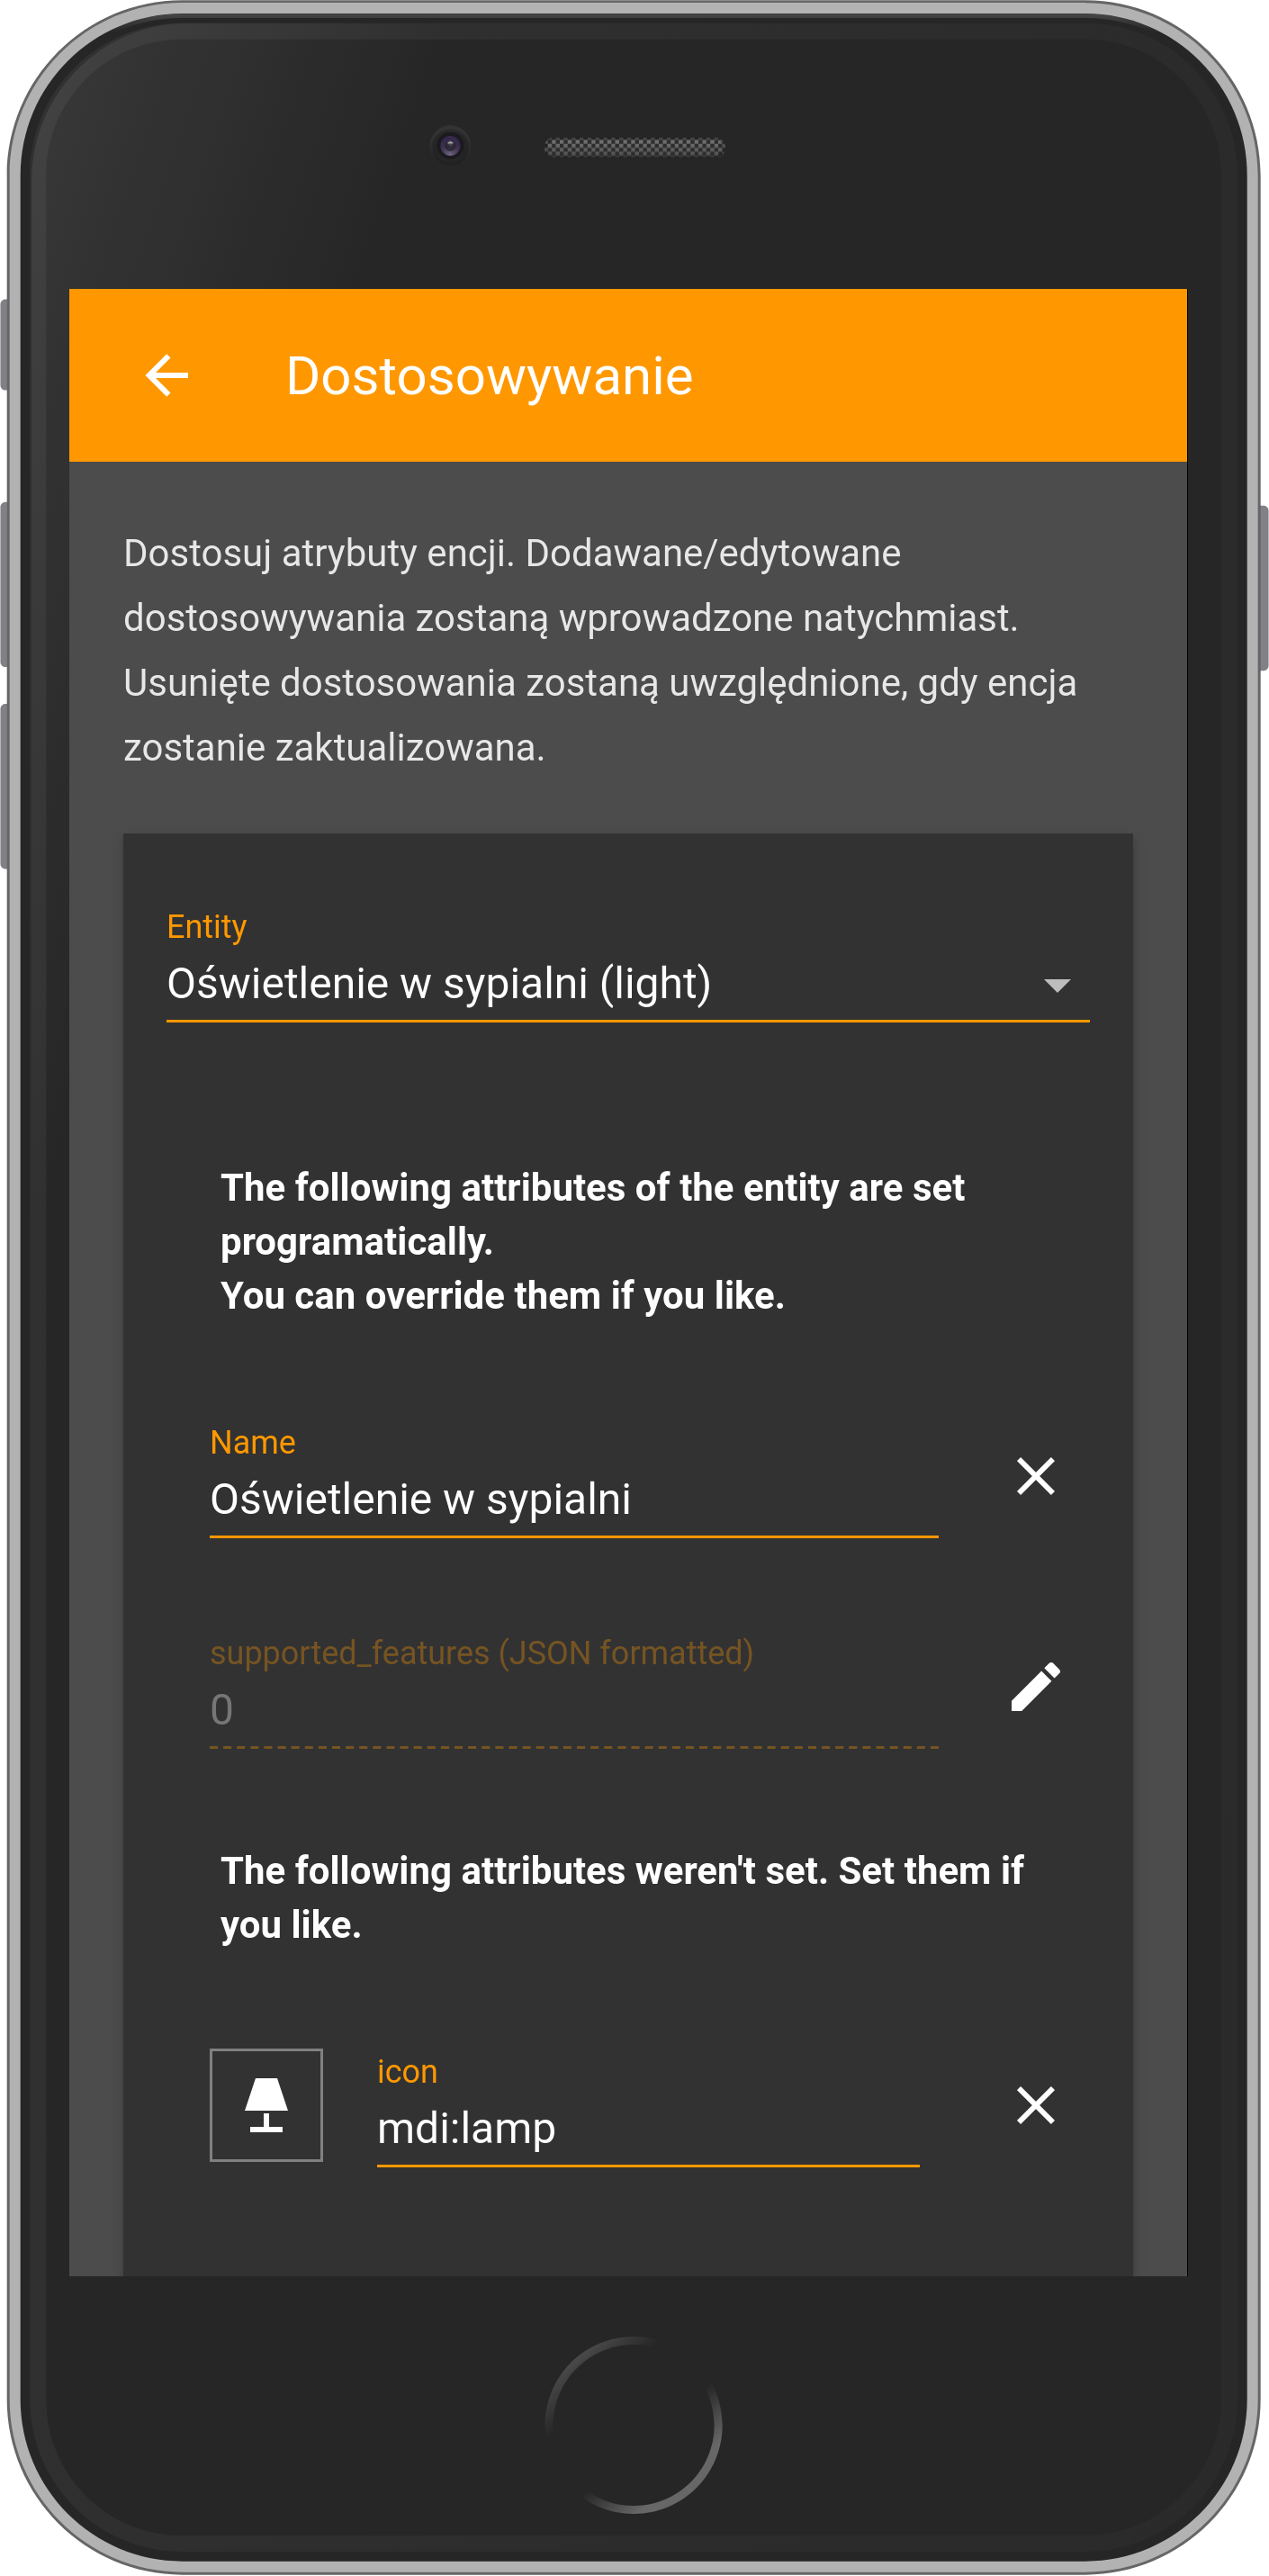 Dostosowywanie
Dostosuj atrybuty encji. Dodawane/edytowane
dostosowywania zostaną wprowadzone natychmiast.
Usunięte dostosowania zostaną uwzględnione, gdy encja
zostanie zaktualizowana.
Entity
Oświetlenie w sypialni (light)
The following attributes of the entity are set
programatically.
You can override them if you like.
Name
Oświetlenie w sypialni
supported_features (JSON formatted)
0
The following attributes weren't set. Set them if
you like.
icon
mdi:lamp